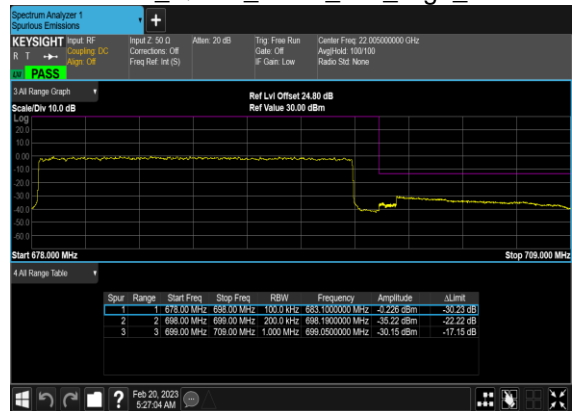 Spectrum Analyzer 1
Spurious Emissions
+
KEYSIGHT Input: RF Input Z: 50 Ω Atten: 20 dB Trig: Free Run Center Freq: 22.005000000 GHz
R T Coupling: DC Corrections: Off Gate: Off Avg|Hold: 100/100
Align: Off Freq Ref: Int (S) IF Gain: Low Radio Std: None
PASS
3 All Range Graph
Ref Lvl Offset 24.80 dB
Scale/Div 10.0 dB Ref Value 30.00 dBm
Log
20.0
10.0
0.00
-10.0
-20.0
-30.0
-40.0
-50.0
-60.0
Start 678.000 MHz Stop 709.000 MHz
4 All Range Table
Spur Range Start Freq Stop Freq RBW Frequency Amplitude ΔLimit
1 1 678.00 MHz 698.00 MHz 100.0 kHz 683.1000000 MHz -0.226 dBm -30.23 dB
2 2 698.00 MHz 699.00 MHz 200.0 kHz 698.1900000 MHz -35.22 dBm -22.22 dB
3 3 699.00 MHz 709.00 MHz 1.000 MHz 699.0500000 MHz -30.15 dBm -17.15 dB
? Feb 20, 2023
5:27:04 AM